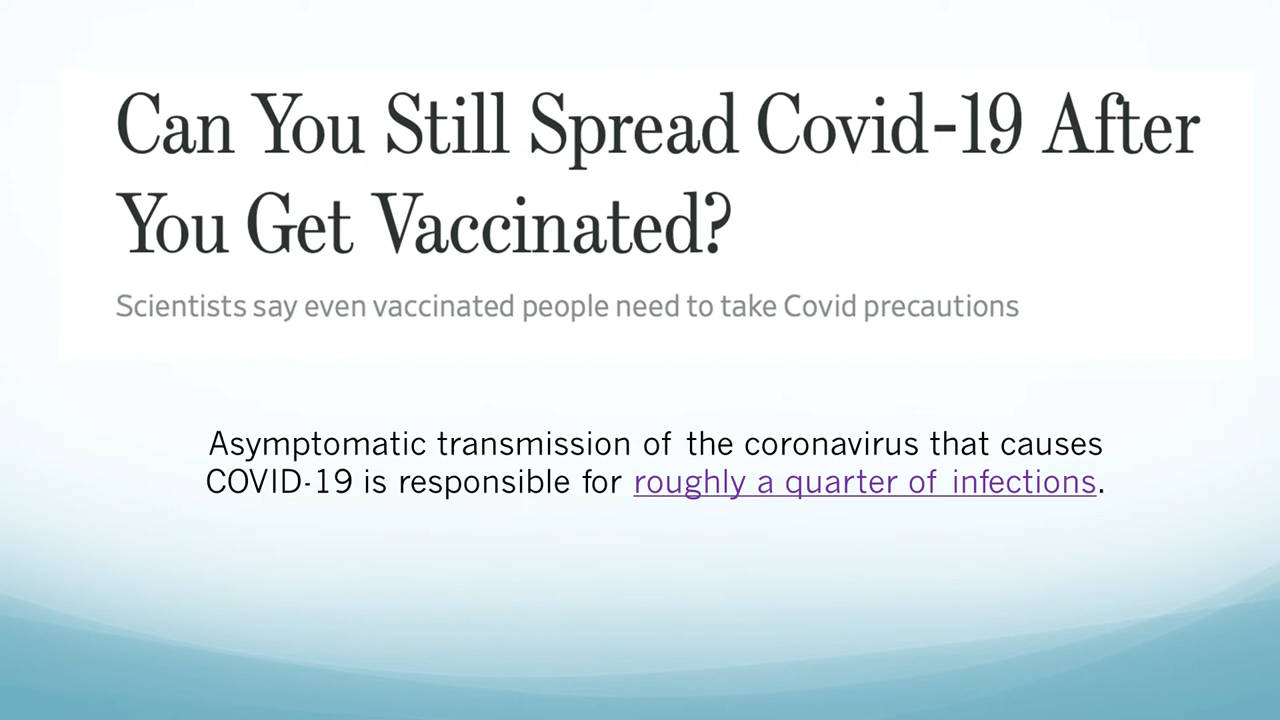 Can You Still Spread Covid-19 After
You Get Vaccinated?
Scientists say even vaccinated people need to take Covid precautions
Asymptomatic transmission of the coronavirus that causes
COVID-19 is responsible for roughly a quarter of infections.